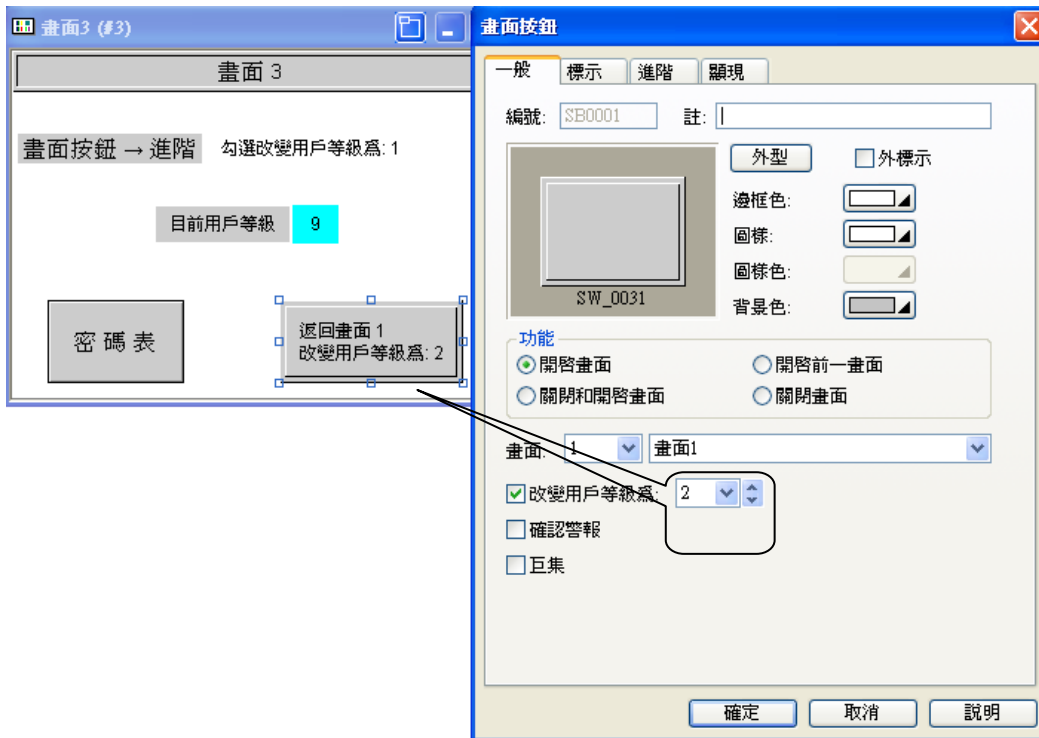 畫面3 (#3)
畫面 3
畫面按鈕 → 進階 勾選改變用戶等級為: 1
目前用戶等級 9
密 碼 表
返回畫面 1
改變用戶等級為: 2
畫面按鈕
一般 標示 進階 顯現
編號: SB0001 註:
外型 外標示
邊框色:
圖樣:
圖樣色:
背景色:
SW_0031
功能
開啓畫面 開啓前一畫面
關閉和開啓畫面 關閉畫面
畫面: 1 畫面1
改變用戶等級為: 2
確認警報
巨集
確定 取消 說明